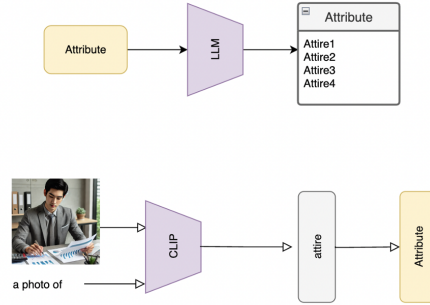 Attribute
LLM
Attribute
Attire1
Attire2
Attire3
Attire4
a photo of
CLIP
attire
Attribute